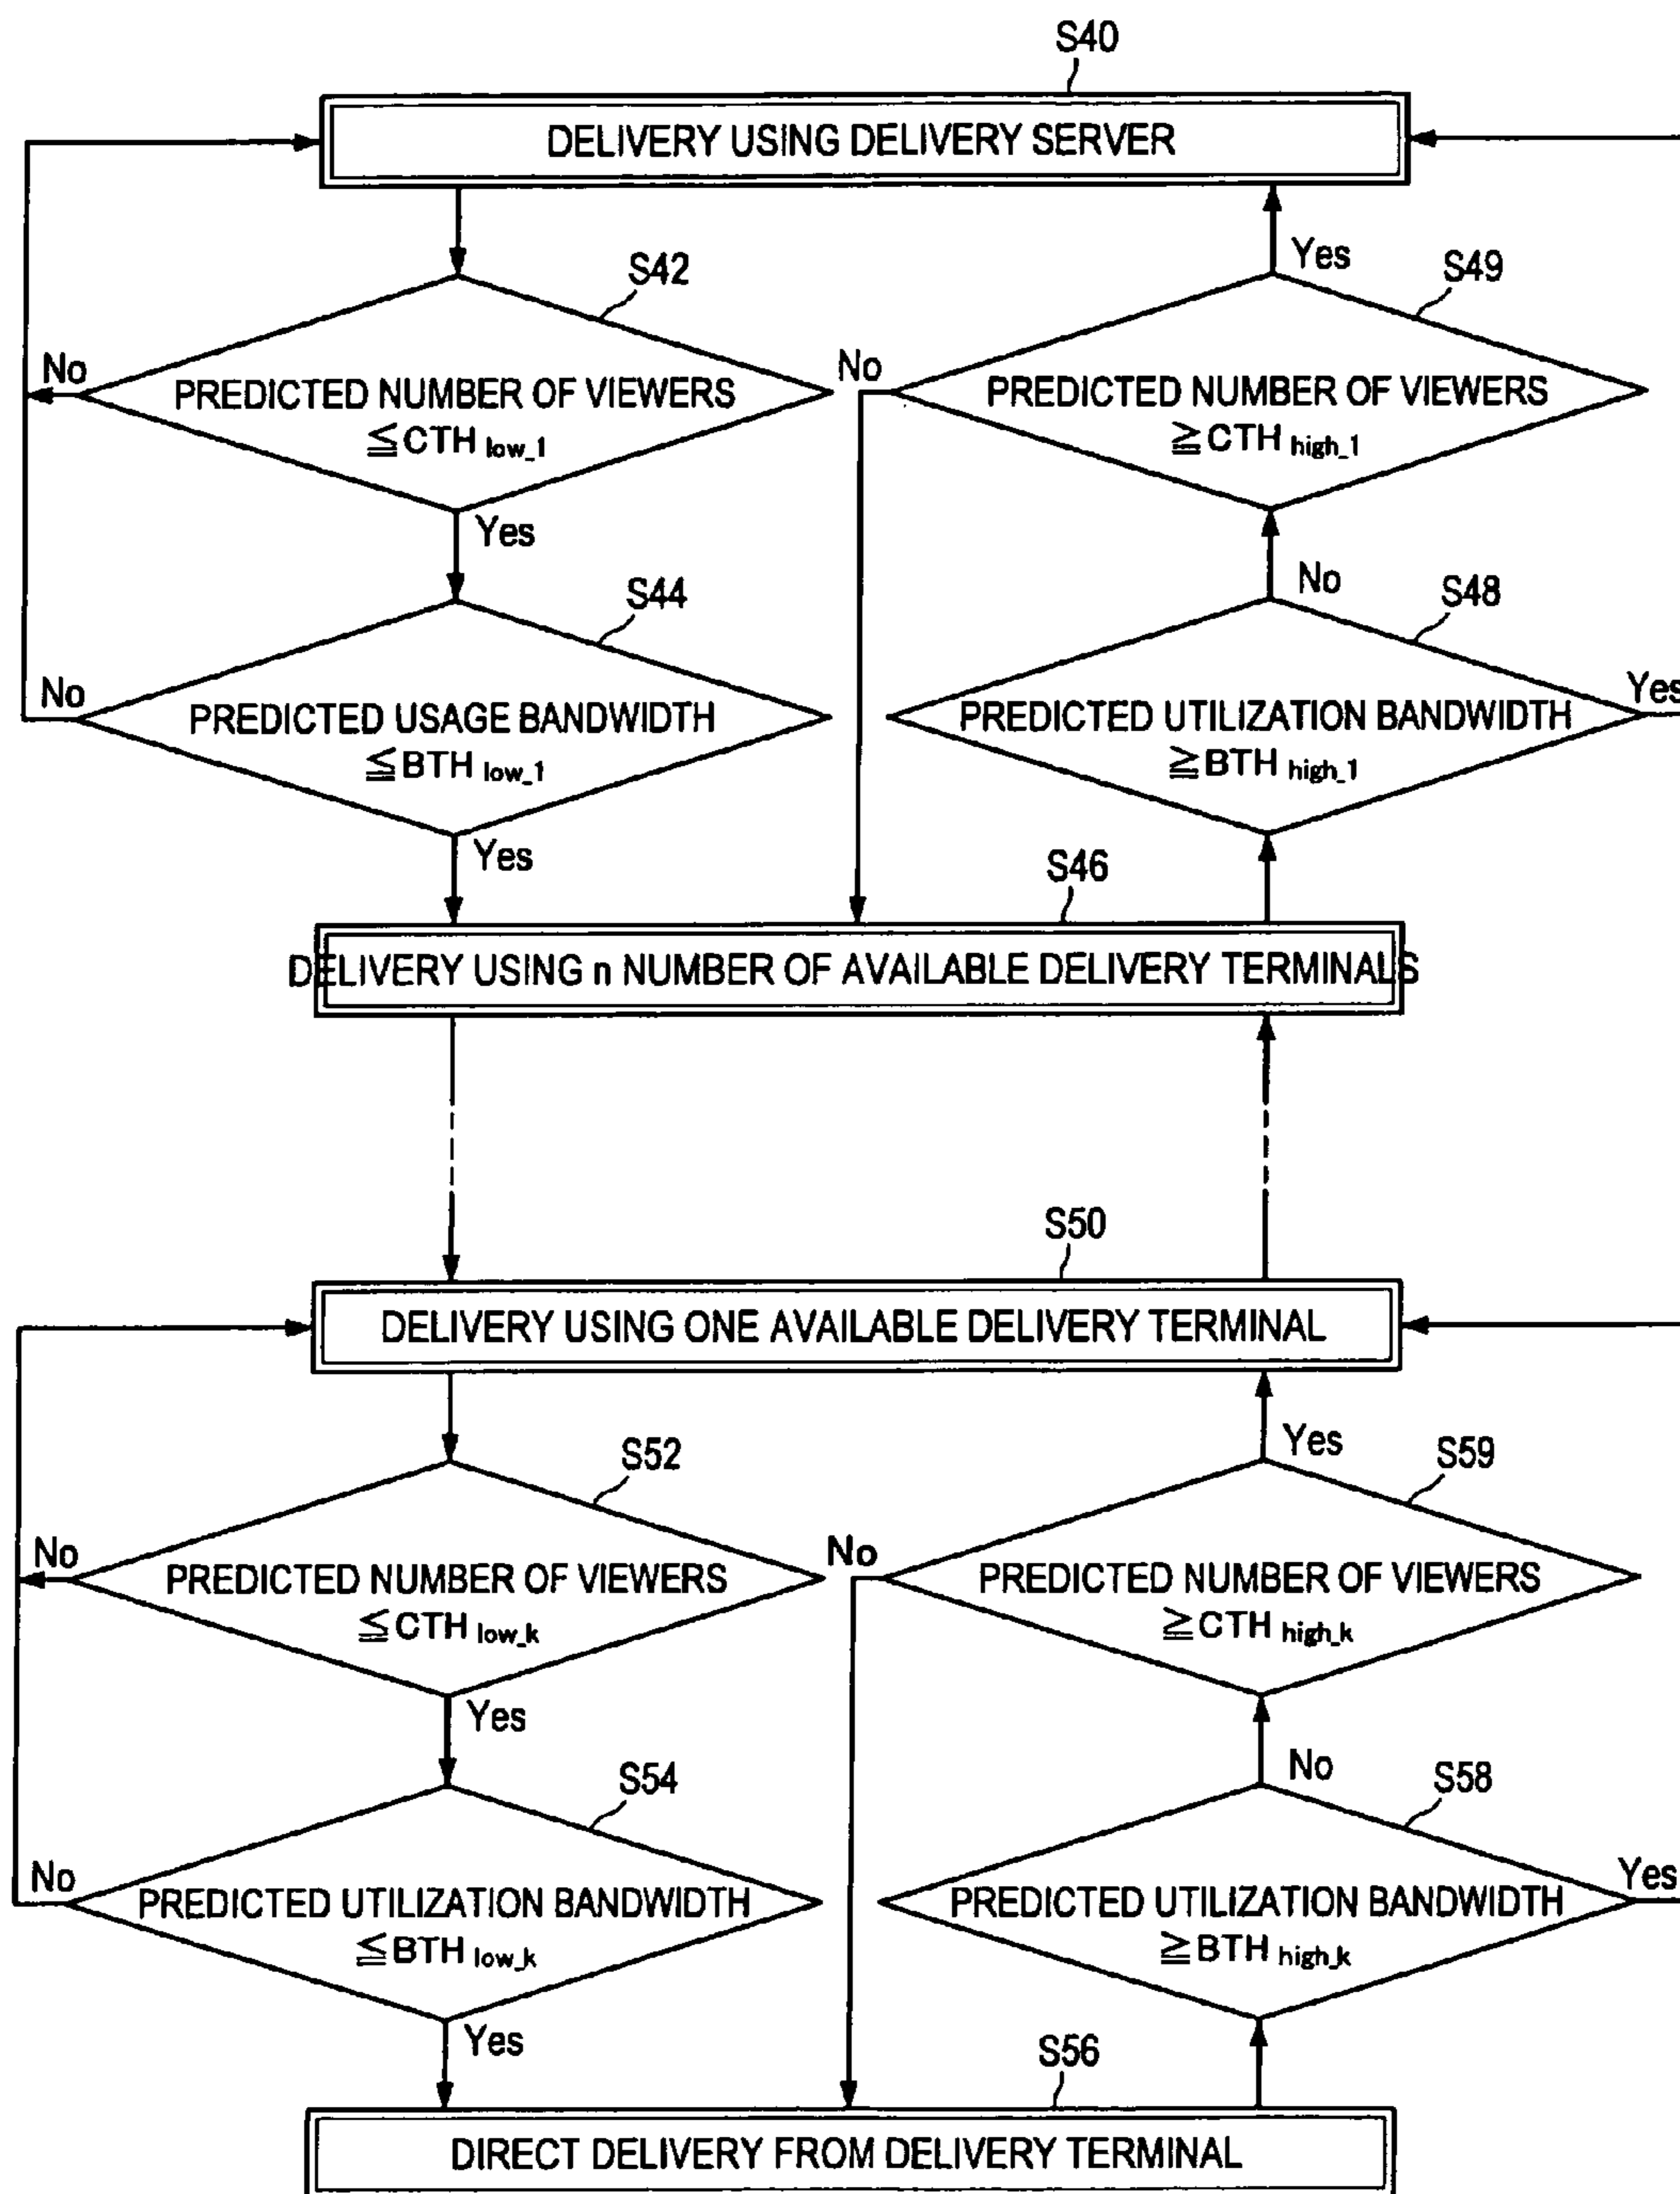 S40
DELIVERY USING DELIVERY SERVER
Yes
S42
S49
No
PREDICTED NUMBER OF VIEWERS
≦CTH low_1
No
PREDICTED NUMBER OF VIEWERS
≧CTH high_1
Yes
No
S44
S48
No
PREDICTED USAGE BANDWIDTH
≦BTH low_1
PREDICTED UTILIZATION BANDWIDTH
≧BTH high_1
Yes
Yes
S46
DELIVERY USING n NUMBER OF AVAILABLE DELIVERY TERMINALS
S50
DELIVERY USING ONE AVAILABLE DELIVERY TERMINAL
Yes
S52
S59
No
PREDICTED NUMBER OF VIEWERS
≦CTH low_k
No
PREDICTED NUMBER OF VIEWERS
≧CTH high_k
Yes
No
S54
S58
No
PREDICTED UTILIZATION BANDWIDTH
≦BTH low_k
PREDICTED UTILIZATION BANDWIDTH
≧BTH high_k
Yes
Yes
S56
DIRECT DELIVERY FROM DELIVERY TERMINAL